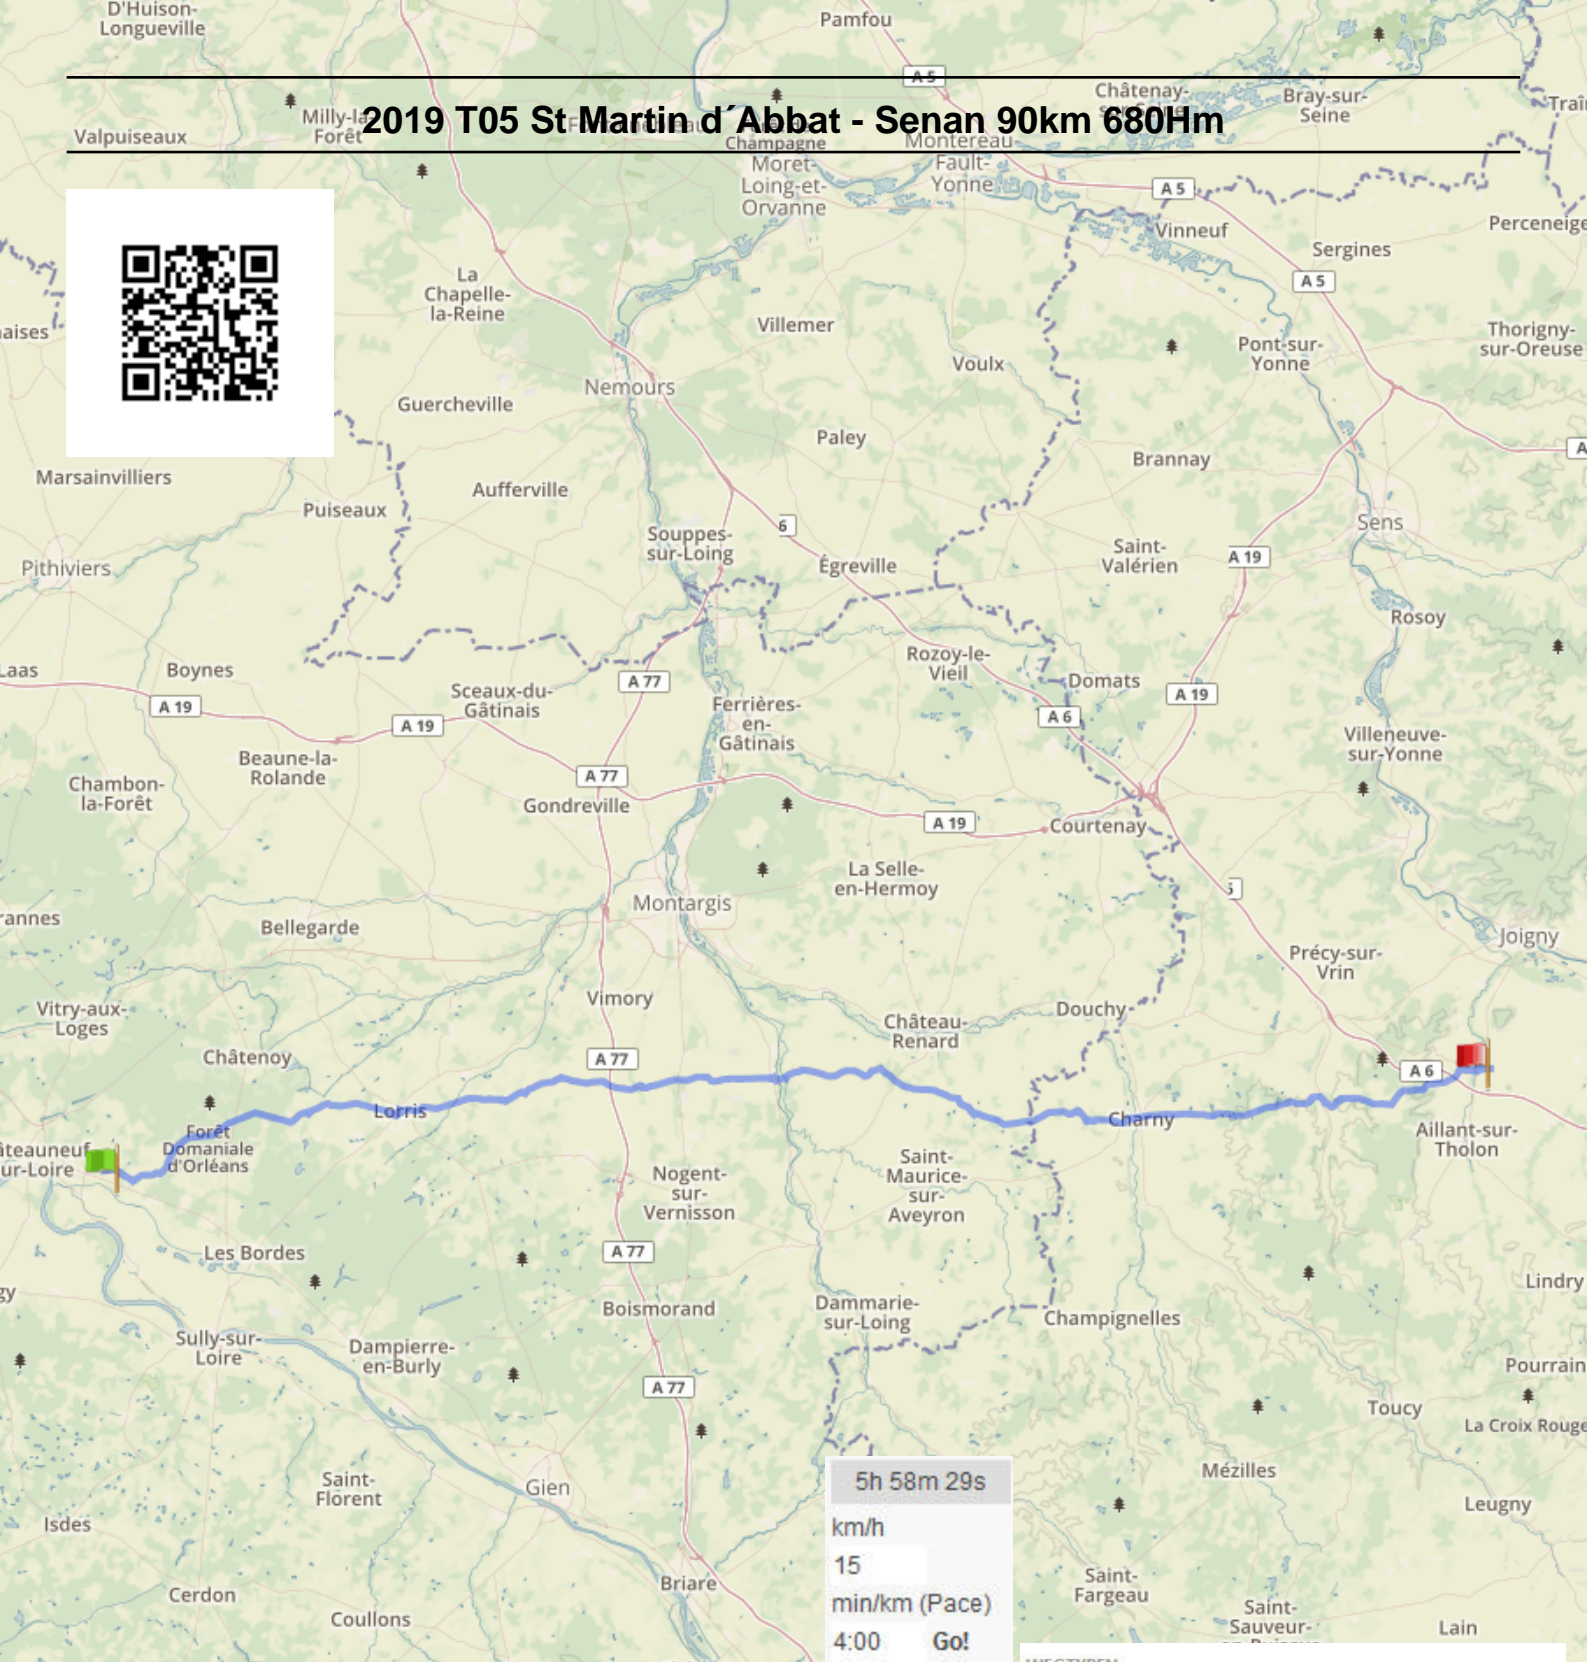 D'Huison-
Longueville
Pamfou
A 5
Châtenay-
Bray-sur-
Seine
Milly-la-
Forêt
2019 T05 St Martin d´Abbat - Senan 90km 680Hm
Valpuiseaux
Champagne
Montereau-
Fault-
Yonne
Moret-
Loing-et-
Orvanne
A 5
Vinneuf
Perceneige
Sergines
A 5
La
Chapelle-
la-Reine
Villemer
aises
Thorigny-
sur-Oreuse
Pont-sur-
Yonne
Voulx
Nemours
Guercheville
Paley
Brannay
A
Marsainvilliers
Aufferville
Puiseaux
Sens
6
Souppes-
sur-Loing
Saint-
Valérien
A 19
Pithiviers
Égreville
Rosoy
Rozoy-le-
Vieil
Laas
Boynes
Domats
A 77
A 19
Sceaux-du-
Gâtinais
A 19
A 19
Ferrières-
en-
Gâtinais
A 6
Villeneuve-
sur-Yonne
Beaune-la-
Rolande
A 77
Chambon-
la-Forêt
Gondreville
A 19
Courtenay
La Selle-
en-Hermoy
Montargis
rannes
Bellegarde
Joigny
Précy-sur-
Vrin
Vimory
Vitry-aux-
Loges
Douchy
Château-
Renard
Châtenoy
A 77
A 6
Lorris
Charny
Forêt
Domaniale
d'Orléans
Aillant-sur-
Tholon
âteauneuf
ur-Loire
Nogent-
sur-
Vernisson
Saint-
Maurice-
sur-
Aveyron
Les Bordes
A 77
Lindry
gy
Boismorand
Dammarie-
sur-Loing
Champignelles
Sully-sur-
Loire
Dampierre-
en-Burly
Pourrain
A 77
Toucy
La Croix Rouge
Mézilles
Saint-
Florent
Gien
5h 58m 29s
Leugny
Isdes
km/h
15
Cerdon
Briare
Saint-
Fargeau
min/km (Pace)
Coullons
Saint-
Sauveur-
Lain
4:00 Go!